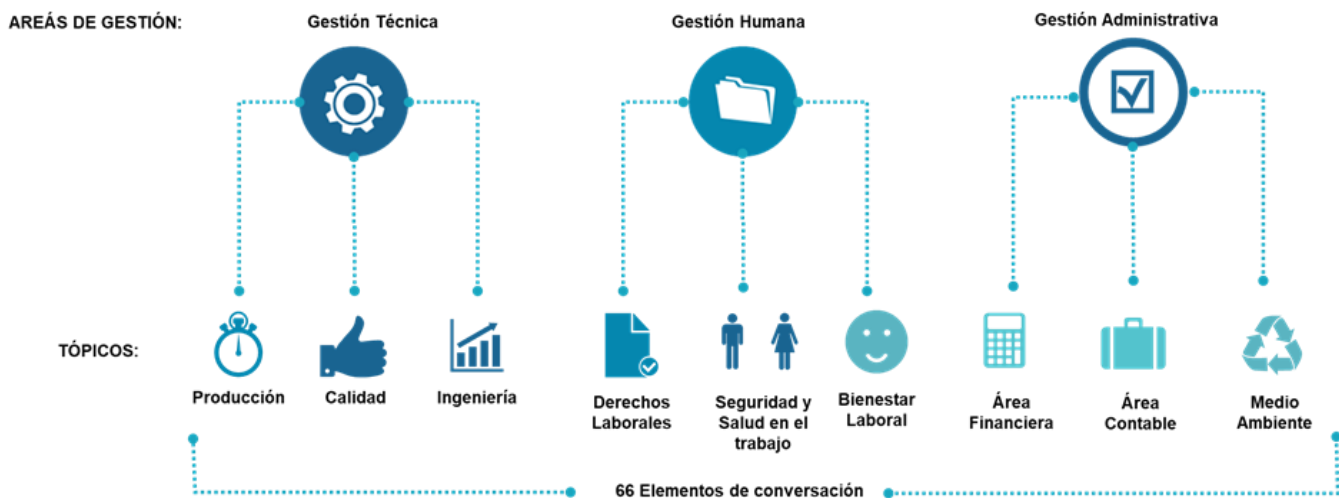 AREÁS DE GESTIÓN:
Gestión Técnica
Gestión Humana
Gestión Administrativa
TÓPICOS:
Producción
Calidad
Ingeniería
Derechos
Laborales
Seguridad y
Salud en el
trabajo
Bienestar
Laboral
Área
Financiera
Área
Contable
Medio
Ambiente
66 Elementos de conversación